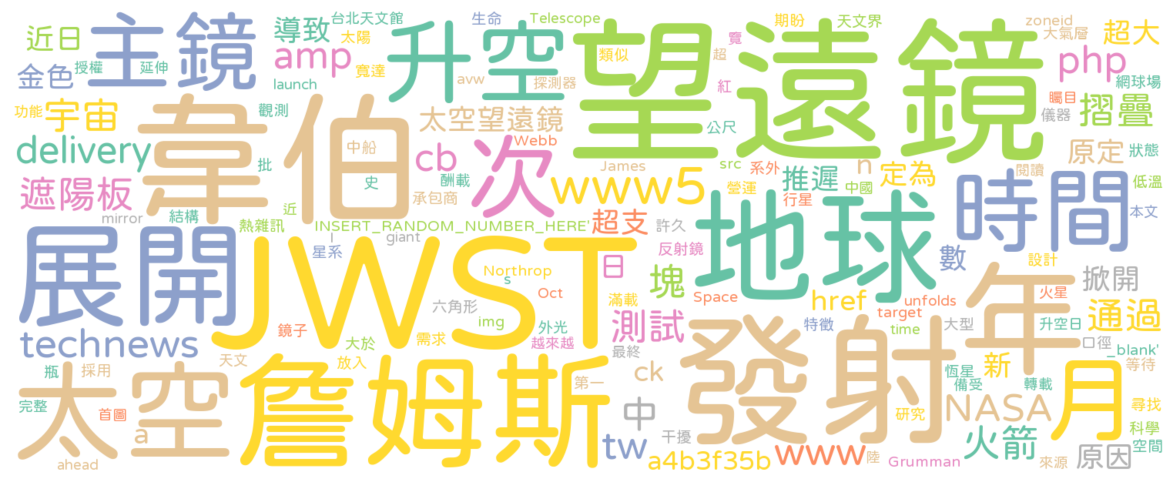 近日
授權
延伸
主鏡
導致
台北天文館
太陽
生命
Telescope
期盼
天文界
zoneid
大氣層
超大
金色
amp
寬達
升空
avw
探測器
類似
望遠鏡
超
覽
紅
php
網球場
功能
宇宙
觀測
launch
太空望遠鏡
公尺
矚目
儀器
摺疊
delivery
韋伯
中船
cb
Webb
次
James
src
系外
推遲
n
定為
原定
狀態
遮陽板
批
史
酬載
承包商
www5
營運
中國
行星
閱讀
低溫
mirror
結構
近
熱雜訊
INSERT_RANDOM_NUMBER_HERE'
超支
許久
地球
時間
本文
展開
l
giant
星系
JWST
反射鏡
數
設計
掀開
Northrop
s
Oct
日
塊
Space
href
unfolds
火星
年
technews
六角形
img
滿載
測試
target
特徵
time
大型
升空日
通過
鏡子
需求
外光
越來越
口徑
_blank'
太空
瓶
採用
天文
大於
放入
最終
發射
新
等待
詹姆斯
第一
ck
恆星
備受
轉載
月
完整
首圖
a
中
研究
NASA
尋找
科學
tw
干擾
www
陸
火箭
空間
ahead
a4b3f35b
Grumman
來源
原因